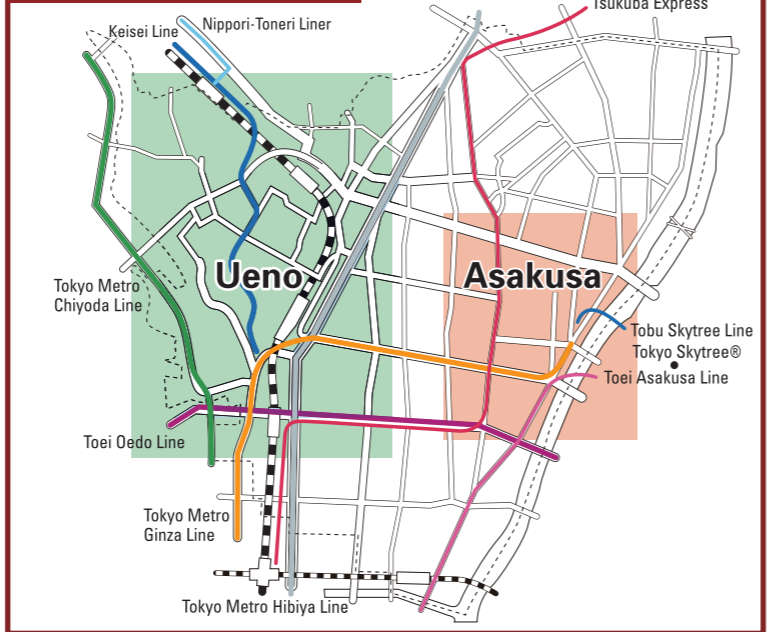 Tsukuba Express
Nippori-Toneri Liner
Keisei Line
Ueno
Asakusa
Tokyo Metro
Chiyoda Line
Tobu Skytree Line
Tokyo Skytree®
Toei Asakusa Line
Toei Oedo Line
Tokyo Metro
Ginza Line
Tokyo Metro Hibiya Line